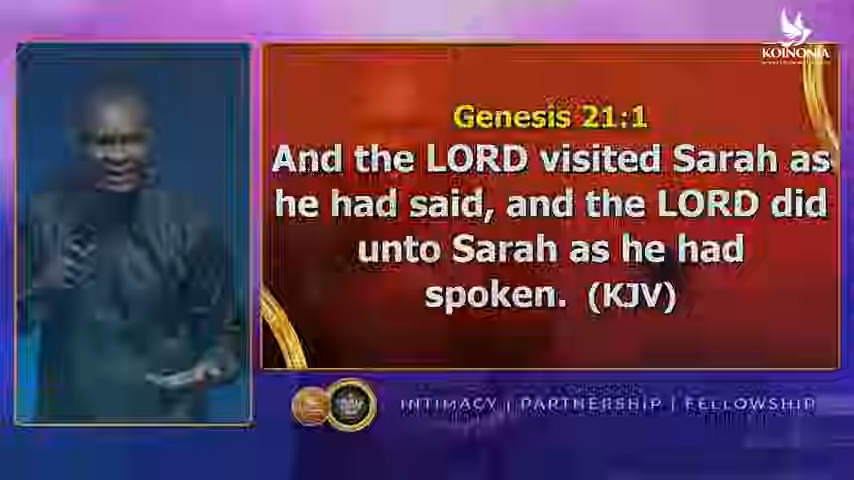 KOINONIA
Genesis 21:1
And the LORD visited Sarah as
he had said, and the LORD did
unto Sarah as he had
spoken. (KJV)
INTIMACY | PARTNERSHIP | FELLOWSHIP